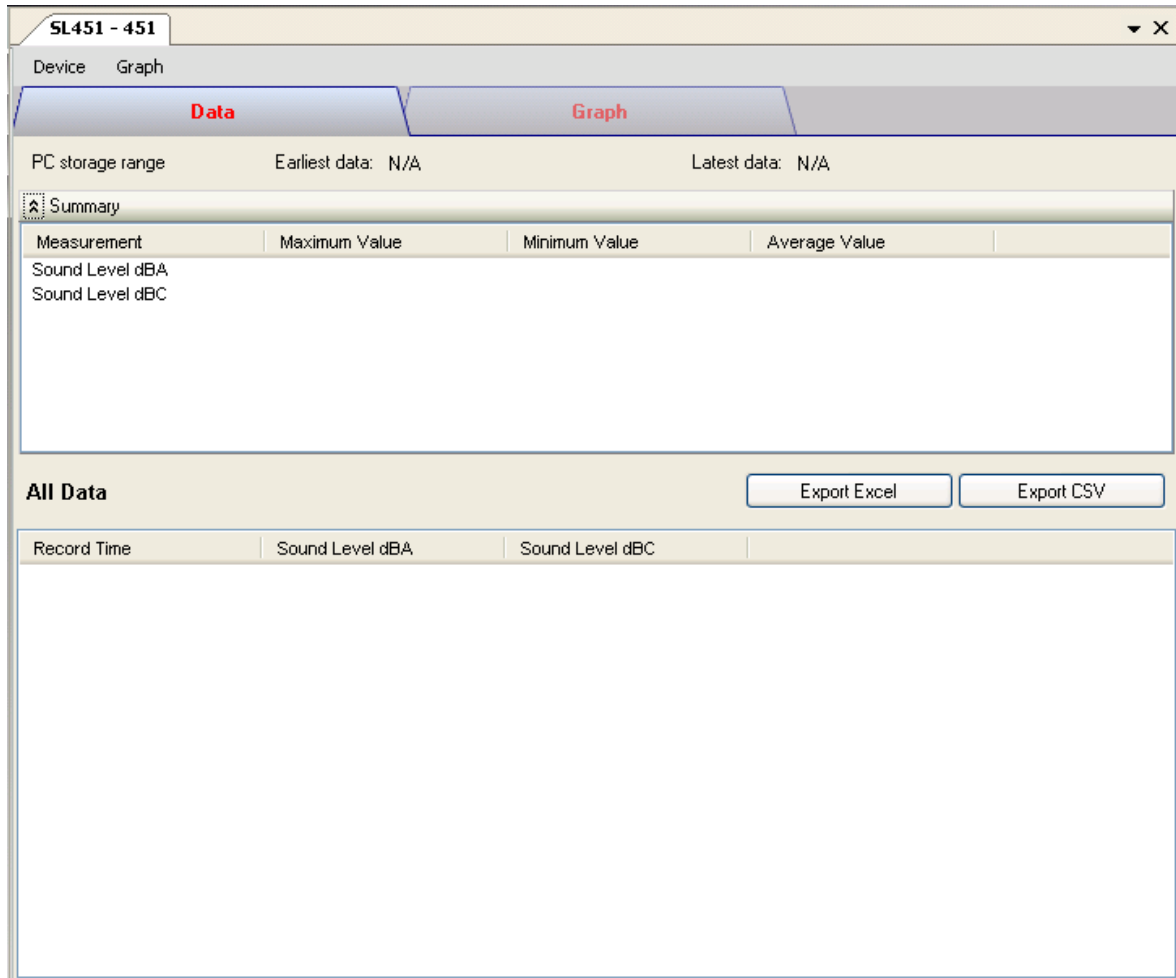 SL451 - 451
Device Graph
Data Graph
PC storage range Earliest data: N/A Latest data: N/A
Summary
Measurement Maximum Value Minimum Value Average Value
Sound Level dBA
Sound Level dBC
All Data Export Excel Export CSV
Record Time Sound Level dBA Sound Level dBC